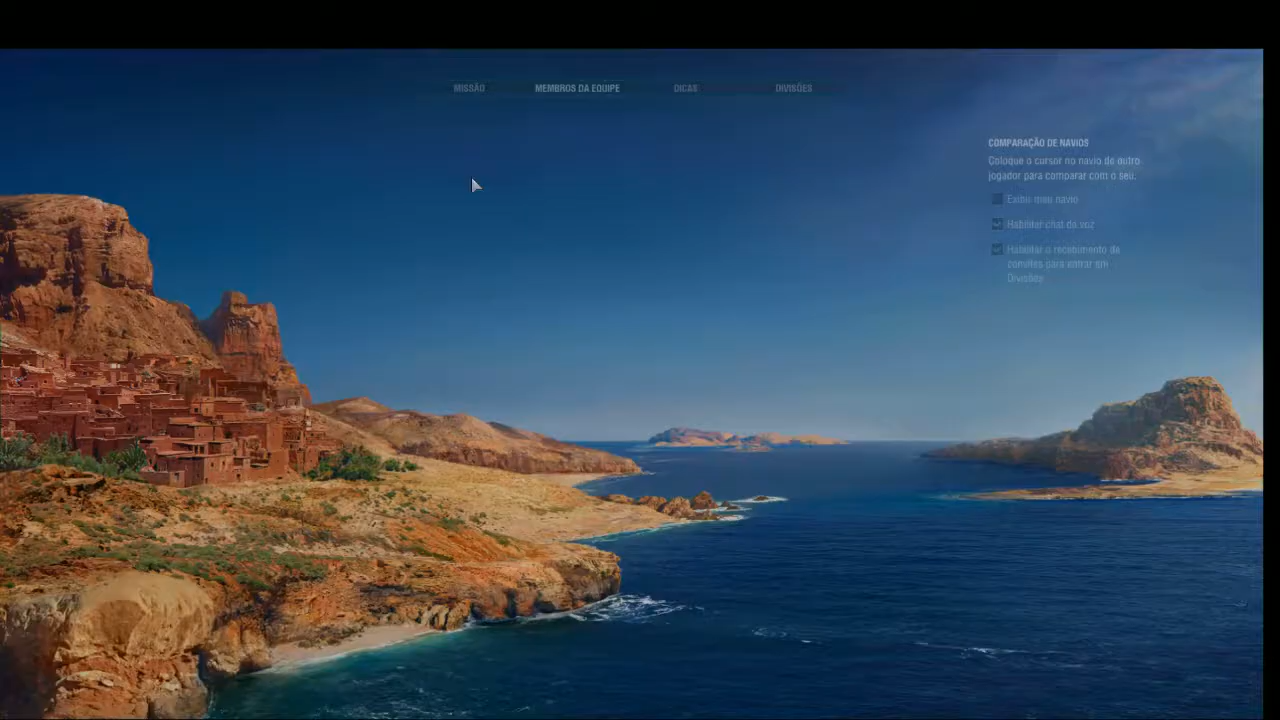 MISSÃO MEMBROS DA EQUIPE DICAS DIVISÕES
COMPARAÇÃO DE NAVIOS
Coloque o cursor no navio de outro
jogador para comparar com o seu.
Exibir meu navio
Habilitar chat de voz
Habilitar o recebimento de
convites para entrar em
Divisões